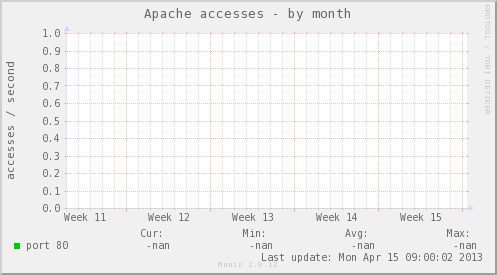 Apache accesses - by month
RRDTOOL / TOBI OETIKER
accesses / second
1.0
0.9
0.8
0.7
0.6
0.5
0.4
0.3
0.2
0.1
0.0
Week 11 Week 12 Week 13 Week 14 Week 15
Cur: Min: Avg: Max:
port 80 -nan -nan -nan -nan
Last update: Mon Apr 15 09:00:02 2013
Munin 2.0.12